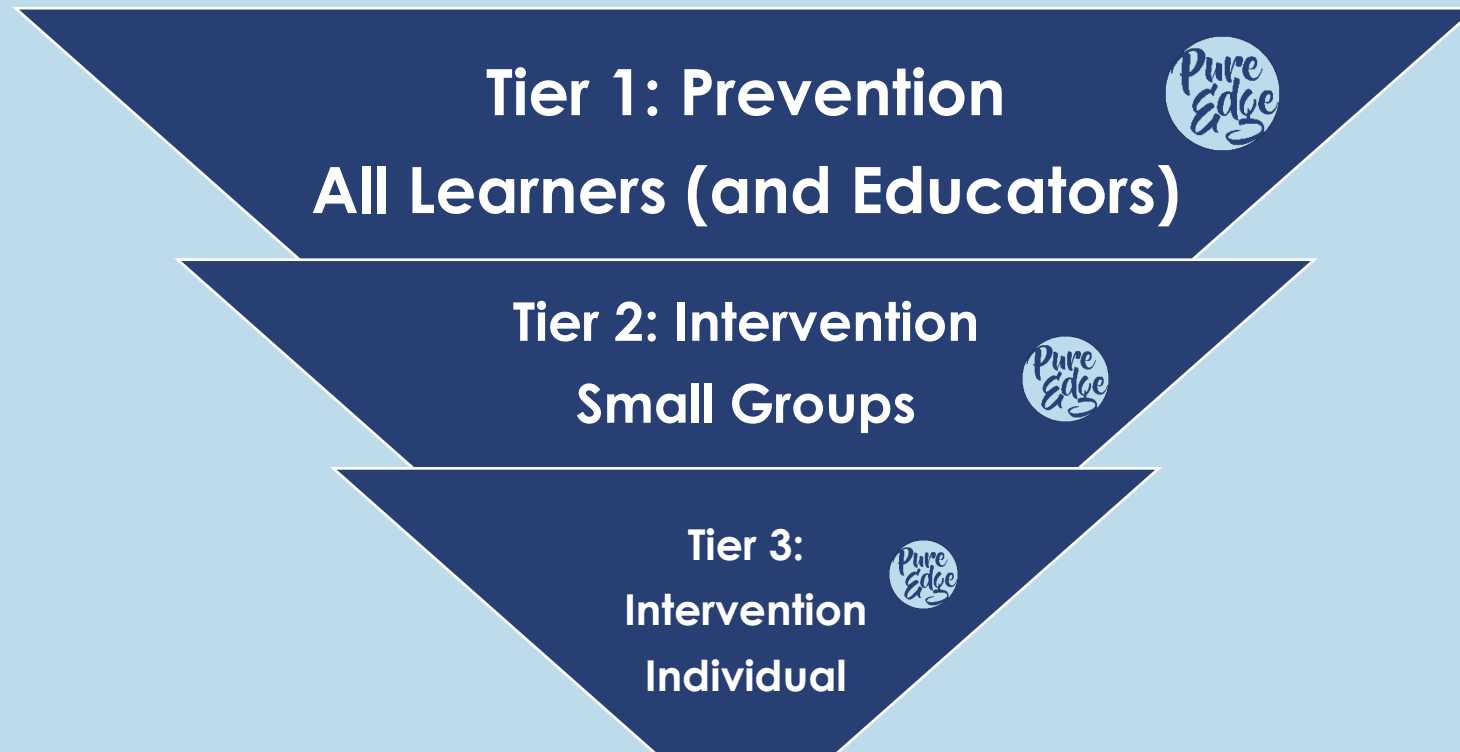 Tier 1: Prevention
Pure
Edge
All Learners (and Educators)
Tier 2: Intervention
Pure
Edge
Small Groups
Tier 3:
Pure
Edge
Intervention
Individual